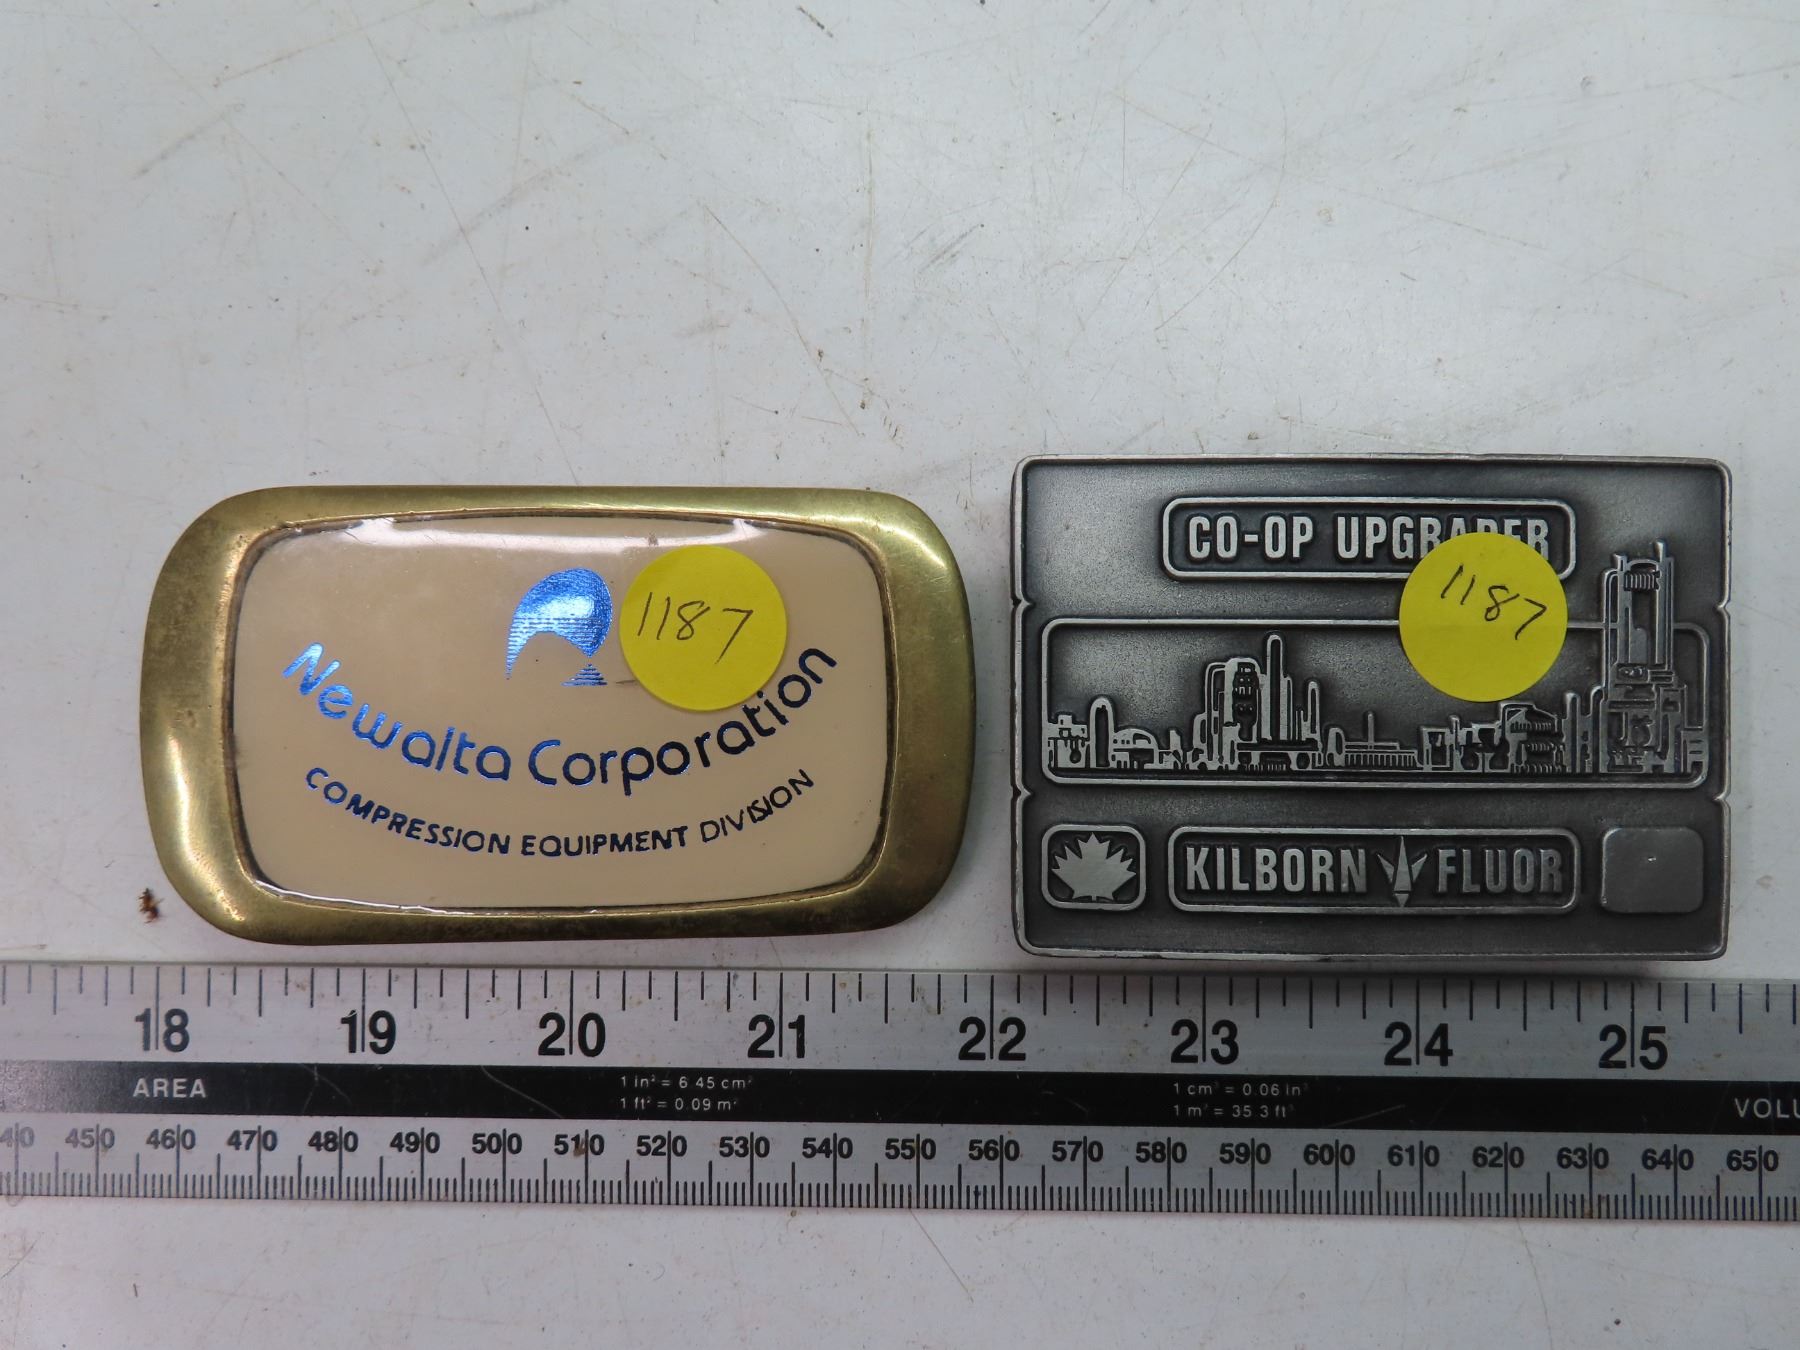 1187
Newalta Corporation
COMPRESSION EQUIPMENT DIVISION
CO-OP UPGRADER
1187
KILBORN FLUOR
18 19 20 21 22 23 24 25
AREA
1 in² = 6.45 cm²
1 ft² = 0.09 m²
1 cm³ = 0.06 in³
1 m³ = 35.3 ft³
VOLU
450 460 470 480 490 500 510 520 530 540 550 560 570 580 590 600 610 620 630 640 650